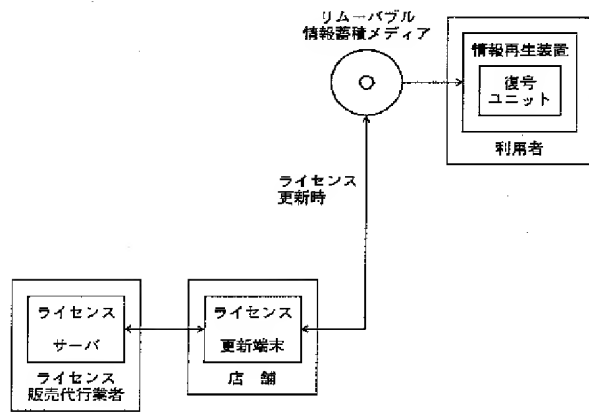 リムーバブル
情報蓄積メディア
情報再生装置
復号
ユニット
利用者
ライセンス
更新時
ライセンス
サーバ
ライセンス
販売代行業者
ライセンス
更新端末
店 舗